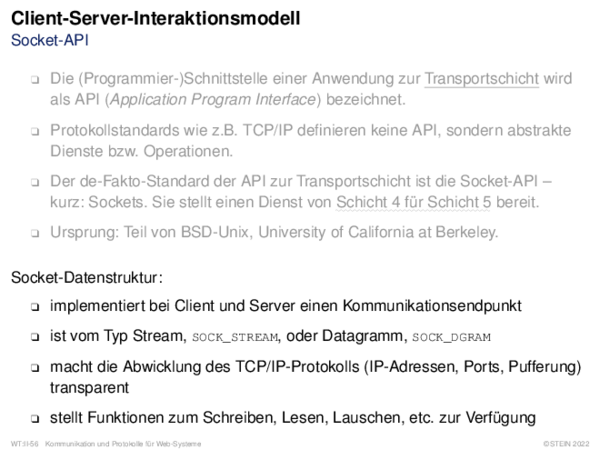 Client-Server-Interaktionsmodell
Socket-API
❑ Die (Programmier-)Schnittstelle einer Anwendung zur Transportschicht wird
als API (Application Program Interface) bezeichnet.
❑ Protokollstandards wie z.B. TCP/IP definieren keine API, sondern abstrakte
Dienste bzw. Operationen.
❑ Der de-Fakto-Standard der API zur Transportschicht ist die Socket-API –
kurz: Sockets. Sie stellt einen Dienst von Schicht 4 für Schicht 5 bereit.
❑ Ursprung: Teil von BSD-Unix, University of California at Berkeley.
Socket-Datenstruktur:
❑ implementiert bei Client und Server einen Kommunikationsendpunkt
❑ ist vom Typ Stream, SOCK_STREAM, oder Datagramm, SOCK_DGRAM
❑ macht die Abwicklung des TCP/IP-Protokolls (IP-Adressen, Ports, Pufferung)
transparent
❑ stellt Funktionen zum Schreiben, Lesen, Lauschen, etc. zur Verfügung
WT:II-56 Kommunikation und Protokolle für Web-Systeme ©STEIN 2022